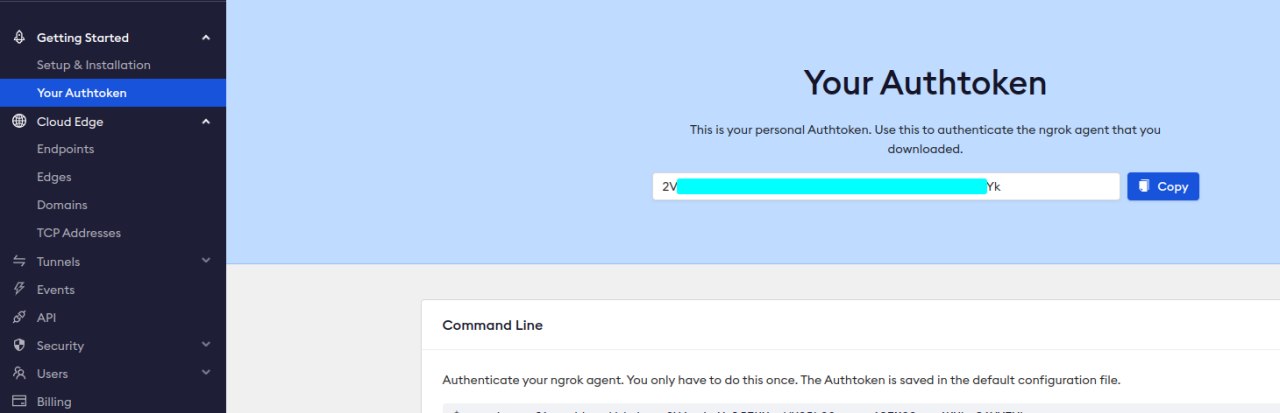 Getting Started
Setup & Installation
Your Authtoken
Cloud Edge
Endpoints
Edges
Domains
TCP Addresses
Tunnels
Events
API
Security
Users
Billing
Your Authtoken
This is your personal Authtoken. Use this to authenticate the ngrok agent that you
downloaded.
2V Yk
Copy
Command Line
Authenticate your ngrok agent. You only have to do this once. The Authtoken is saved in the default configuration file.